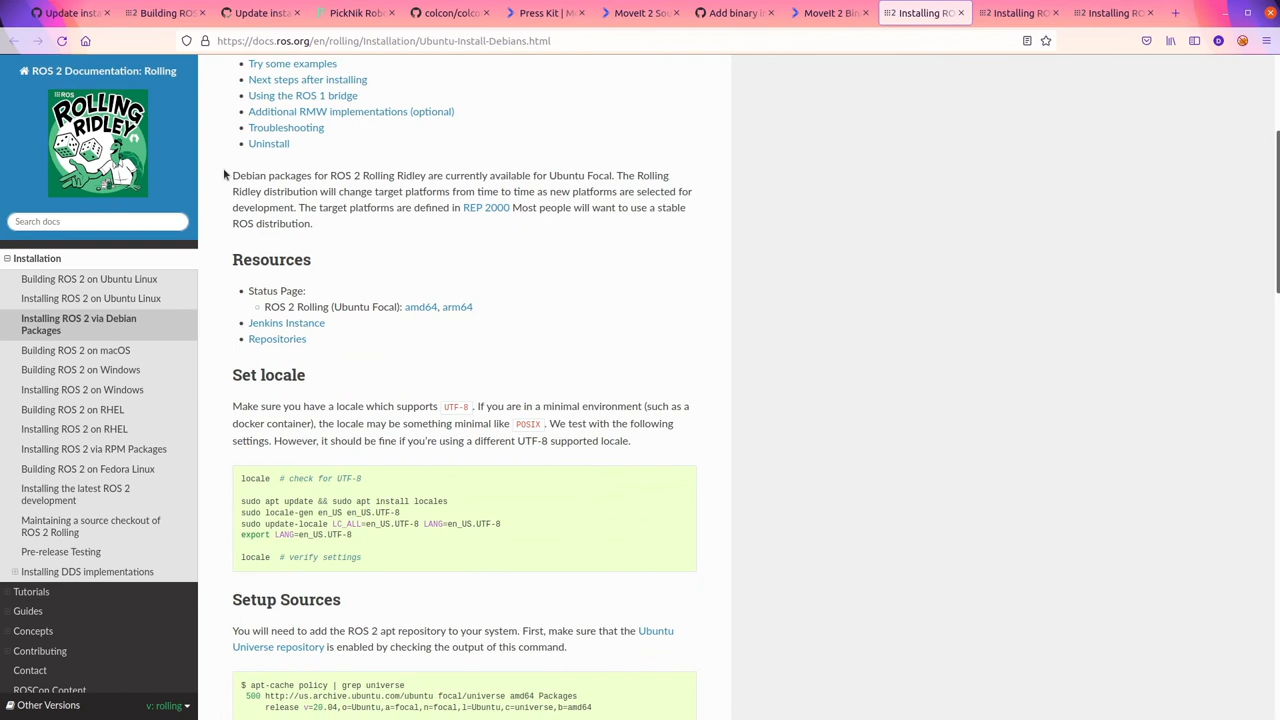 Update insta
Building ROS
Update insta
PickNik Robo
colcon/colco
Press Kit | M
MoveIt 2 Sou
Add binary in
MoveIt 2 Bin
Installing RO
Installing RO
Installing RO
https://docs.ros.org/en/rolling/Installation/Ubuntu-Install-Debians.html
ROS 2 Documentation: Rolling
ROS
ROLLING
RIDLEY
Search docs
Installation
Building ROS 2 on Ubuntu Linux
Installing ROS 2 on Ubuntu Linux
Installing ROS 2 via Debian
Packages
Building ROS 2 on macOS
Building ROS 2 on Windows
Installing ROS 2 on Windows
Building ROS 2 on RHEL
Installing ROS 2 on RHEL
Installing ROS 2 via RPM Packages
Building ROS 2 on Fedora Linux
Installing the latest ROS 2
development
Maintaining a source checkout of
ROS 2 Rolling
Pre-release Testing
Installing DDS implementations
Tutorials
Guides
Concepts
Contributing
Contact
ROSCon Content
Other Versions v: rolling
Try some examples
Next steps after installing
Using the ROS 1 bridge
Additional RMW implementations (optional)
Troubleshooting
Uninstall
Debian packages for ROS 2 Rolling Ridley are currently available for Ubuntu Focal. The Rolling
Ridley distribution will change target platforms from time to time as new platforms are selected for
development. The target platforms are defined in REP 2000 Most people will want to use a stable
ROS distribution.
Resources
Status Page:
ROS 2 Rolling (Ubuntu Focal): amd64, arm64
Jenkins Instance
Repositories
Set locale
Make sure you have a locale which supports UTF-8 . If you are in a minimal environment (such as a
docker container), the locale may be something minimal like POSIX . We test with the following
settings. However, it should be fine if you’re using a different UTF-8 supported locale.
locale # check for UTF-8
sudo apt update && sudo apt install locales
sudo locale-gen en_US en_US.UTF-8
sudo update-locale LC_ALL=en_US.UTF-8 LANG=en_US.UTF-8
export LANG=en_US.UTF-8
locale # verify settings
Setup Sources
You will need to add the ROS 2 apt repository to your system. First, make sure that the Ubuntu
Universe repository is enabled by checking the output of this command.
$ apt-cache policy | grep universe
500 http://us.archive.ubuntu.com/ubuntu focal/universe amd64 Packages
release v=20.04,o=Ubuntu,a=focal,n=focal,l=Ubuntu,c=universe,b=amd64